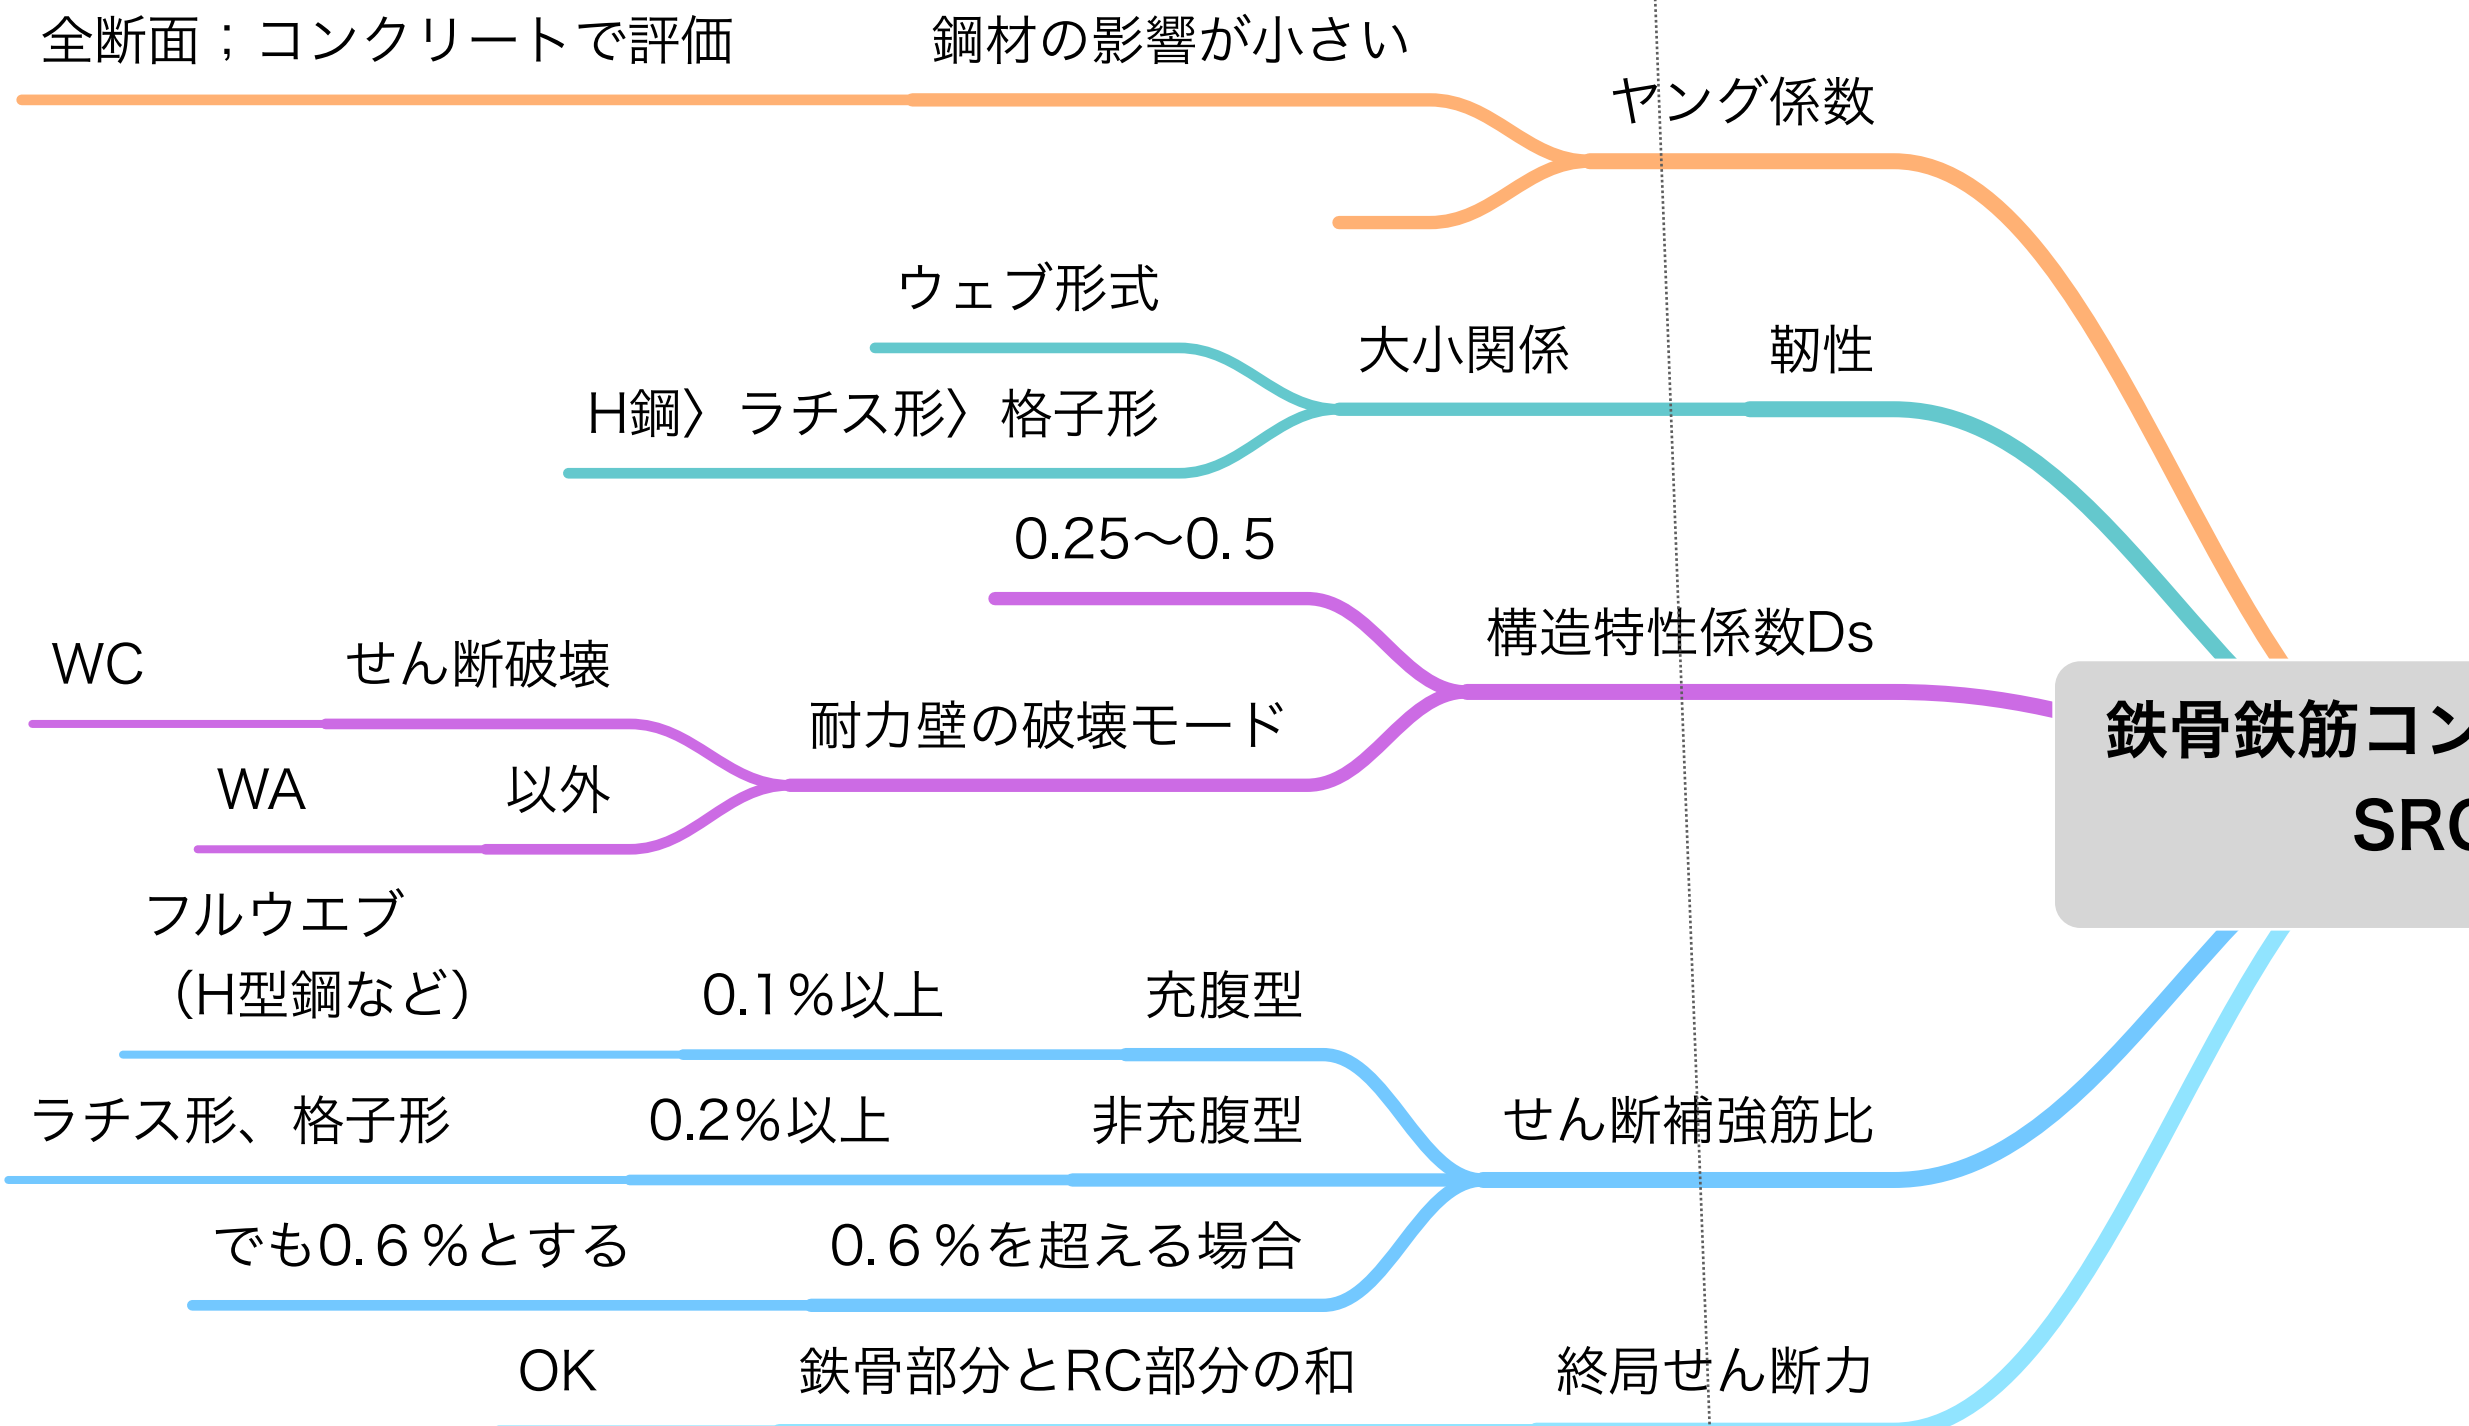 全断面；コンクリートで評価
鋼材の影響が小さい
ヤング係数
ウェブ形式
大小関係
靭性
H鋼〉ラチス形〉格子形
0.25〜0.５
構造特性係数Ds
WC
せん断破壊
耐力壁の破壊モード
WA
以外
鉄骨鉄筋コン
SRC
フルウエブ
（H型鋼など）
0.1％以上
充腹型
ラチス形、格子形
0.2％以上
非充腹型
せん断補強筋比
でも0.６％とする
0.６％を超える場合
OK
鉄骨部分とRC部分の和
終局せん断力